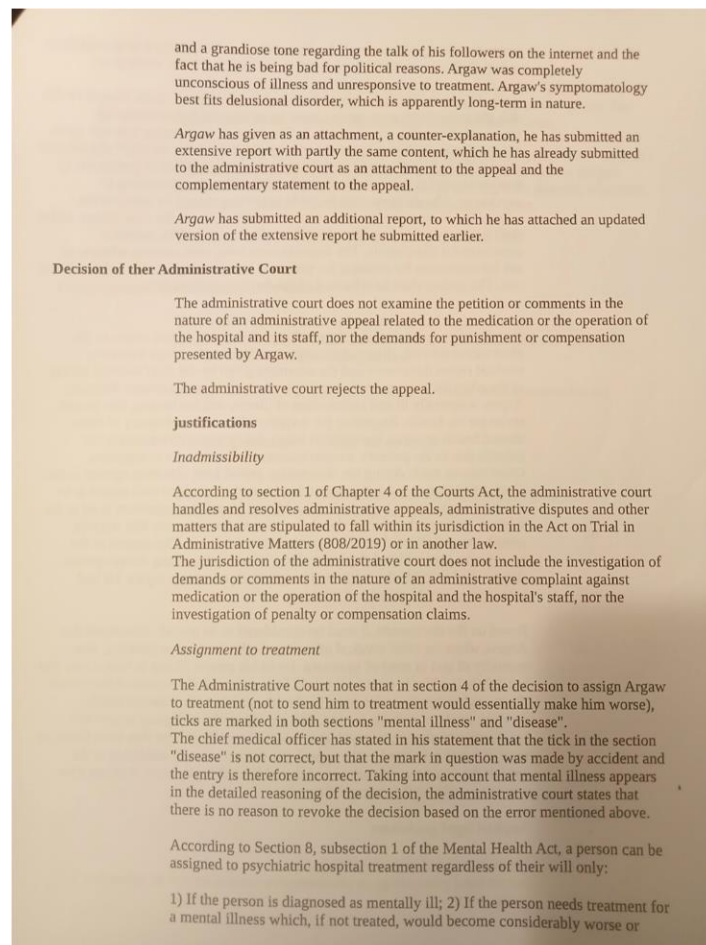 and a grandiose tone regarding the talk of his followers on the internet and the
fact that he is being bad for political reasons. Argaw was completely
unconscious of illness and unresponsive to treatment. Argaw's symptomatology
best fits delusional disorder, which is apparently long-term in nature.
Argaw has given as an attachment, a counter-explanation, he has submitted an
extensive report with partly the same content, which he has already submitted
to the administrative court as an attachment to the appeal and the
complementary statement to the appeal.
Argaw has submitted an additional report, to which he has attached an updated
version of the extensive report he submitted earlier.
Decision of ther Administrative Court
The administrative court does not examine the petition or comments in the
nature of an administrative appeal related to the medication or the operation of
the hospital and its staff, nor the demands for punishment or compensation
presented by Argaw.
The administrative court rejects the appeal.
justifications
Inadmissibility
According to section 1 of Chapter 4 of the Courts Act, the administrative court
handles and resolves administrative appeals, administrative disputes and other
matters that are stipulated to fall within its jurisdiction in the Act on Trial in
Administrative Matters (808/2019) or in another law.
The jurisdiction of the administrative court does not include the investigation of
demands or comments in the nature of an administrative complaint against
medication or the operation of the hospital and the hospital's staff, nor the
investigation of penalty or compensation claims.
Assignment to treatment
The Administrative Court notes that in section 4 of the decision to assign Argaw
to treatment (not to send him to treatment would essentially make him worse),
ticks are marked in both sections "mental illness" and "disease".
The chief medical officer has stated in his statement that the tick in the section
"disease" is not correct, but that the mark in question was made by accident and
the entry is therefore incorrect. Taking into account that mental illness appears
in the detailed reasoning of the decision, the administrative court states that
there is no reason to revoke the decision based on the error mentioned above.
According to Section 8, subsection 1 of the Mental Health Act, a person can be
assigned to psychiatric hospital treatment regardless of their will only:
1) If the person is diagnosed as mentally ill; 2) If the person needs treatment for
a mental illness which, if not treated, would become considerably worse or